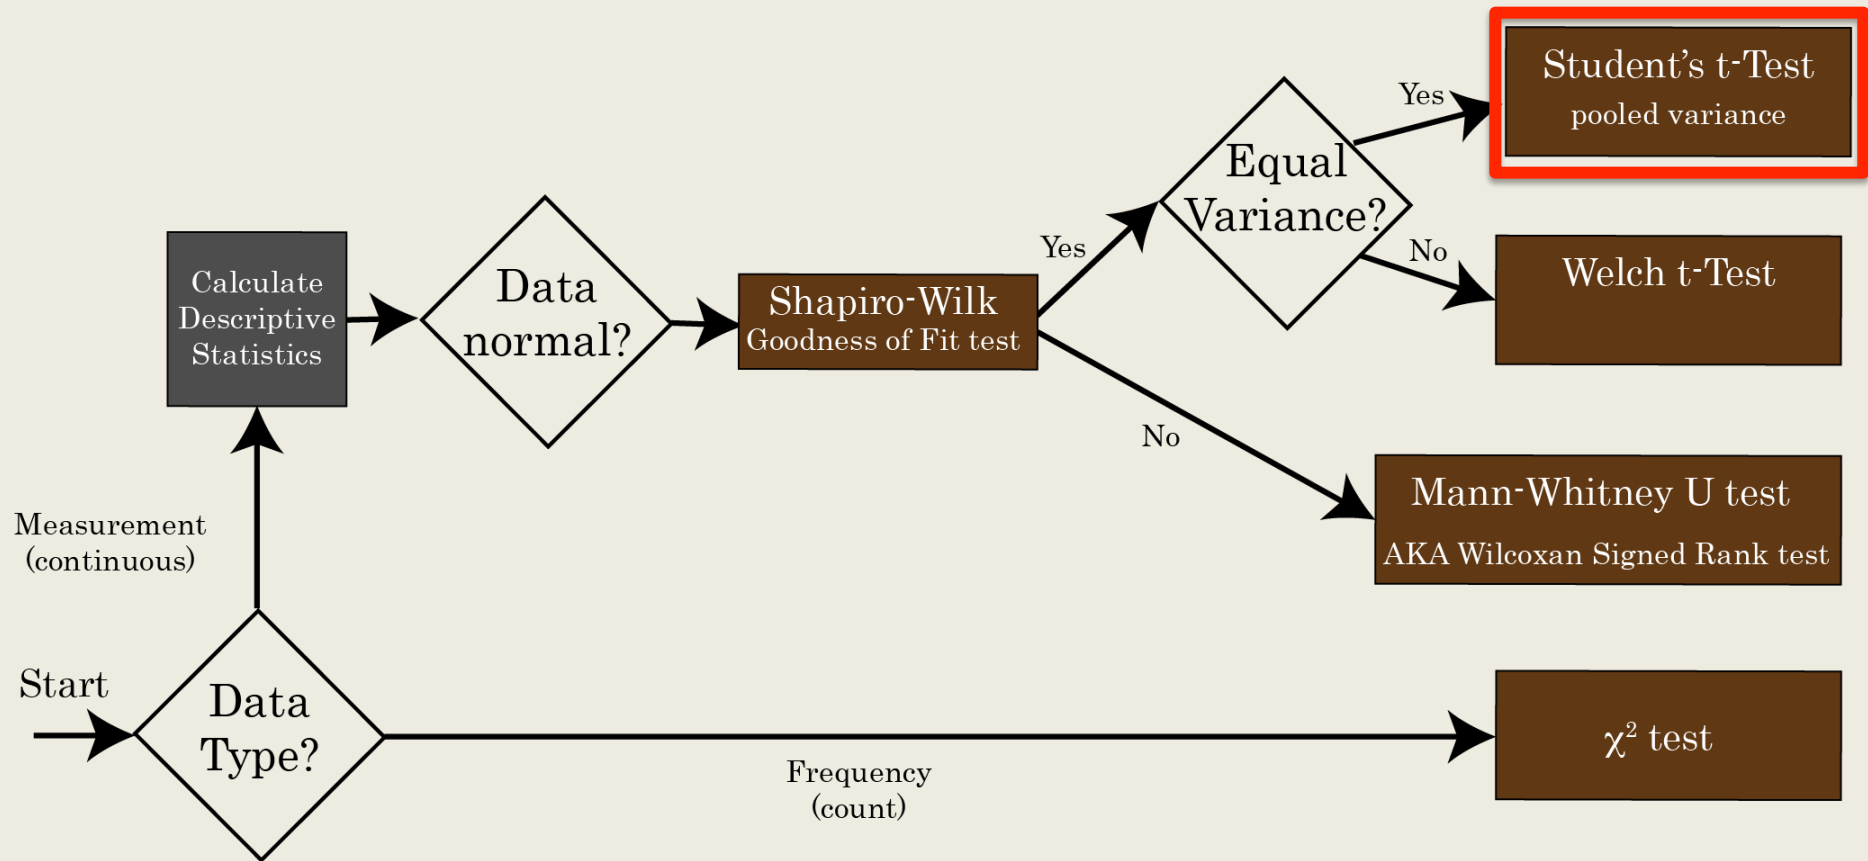 Start
Data
Type?
Measurement
(continuous)
Calculate
Descriptive
Statistics
Data
normal?
Shapiro-Wilk
Goodness of Fit test
Yes
Equal
Variance?
Yes
Student’s t-Test
pooled variance
No
Welch t-Test
No
Mann-Whitney U test
AKA Wilcoxan Signed Rank test
Frequency
(count)
χ² test